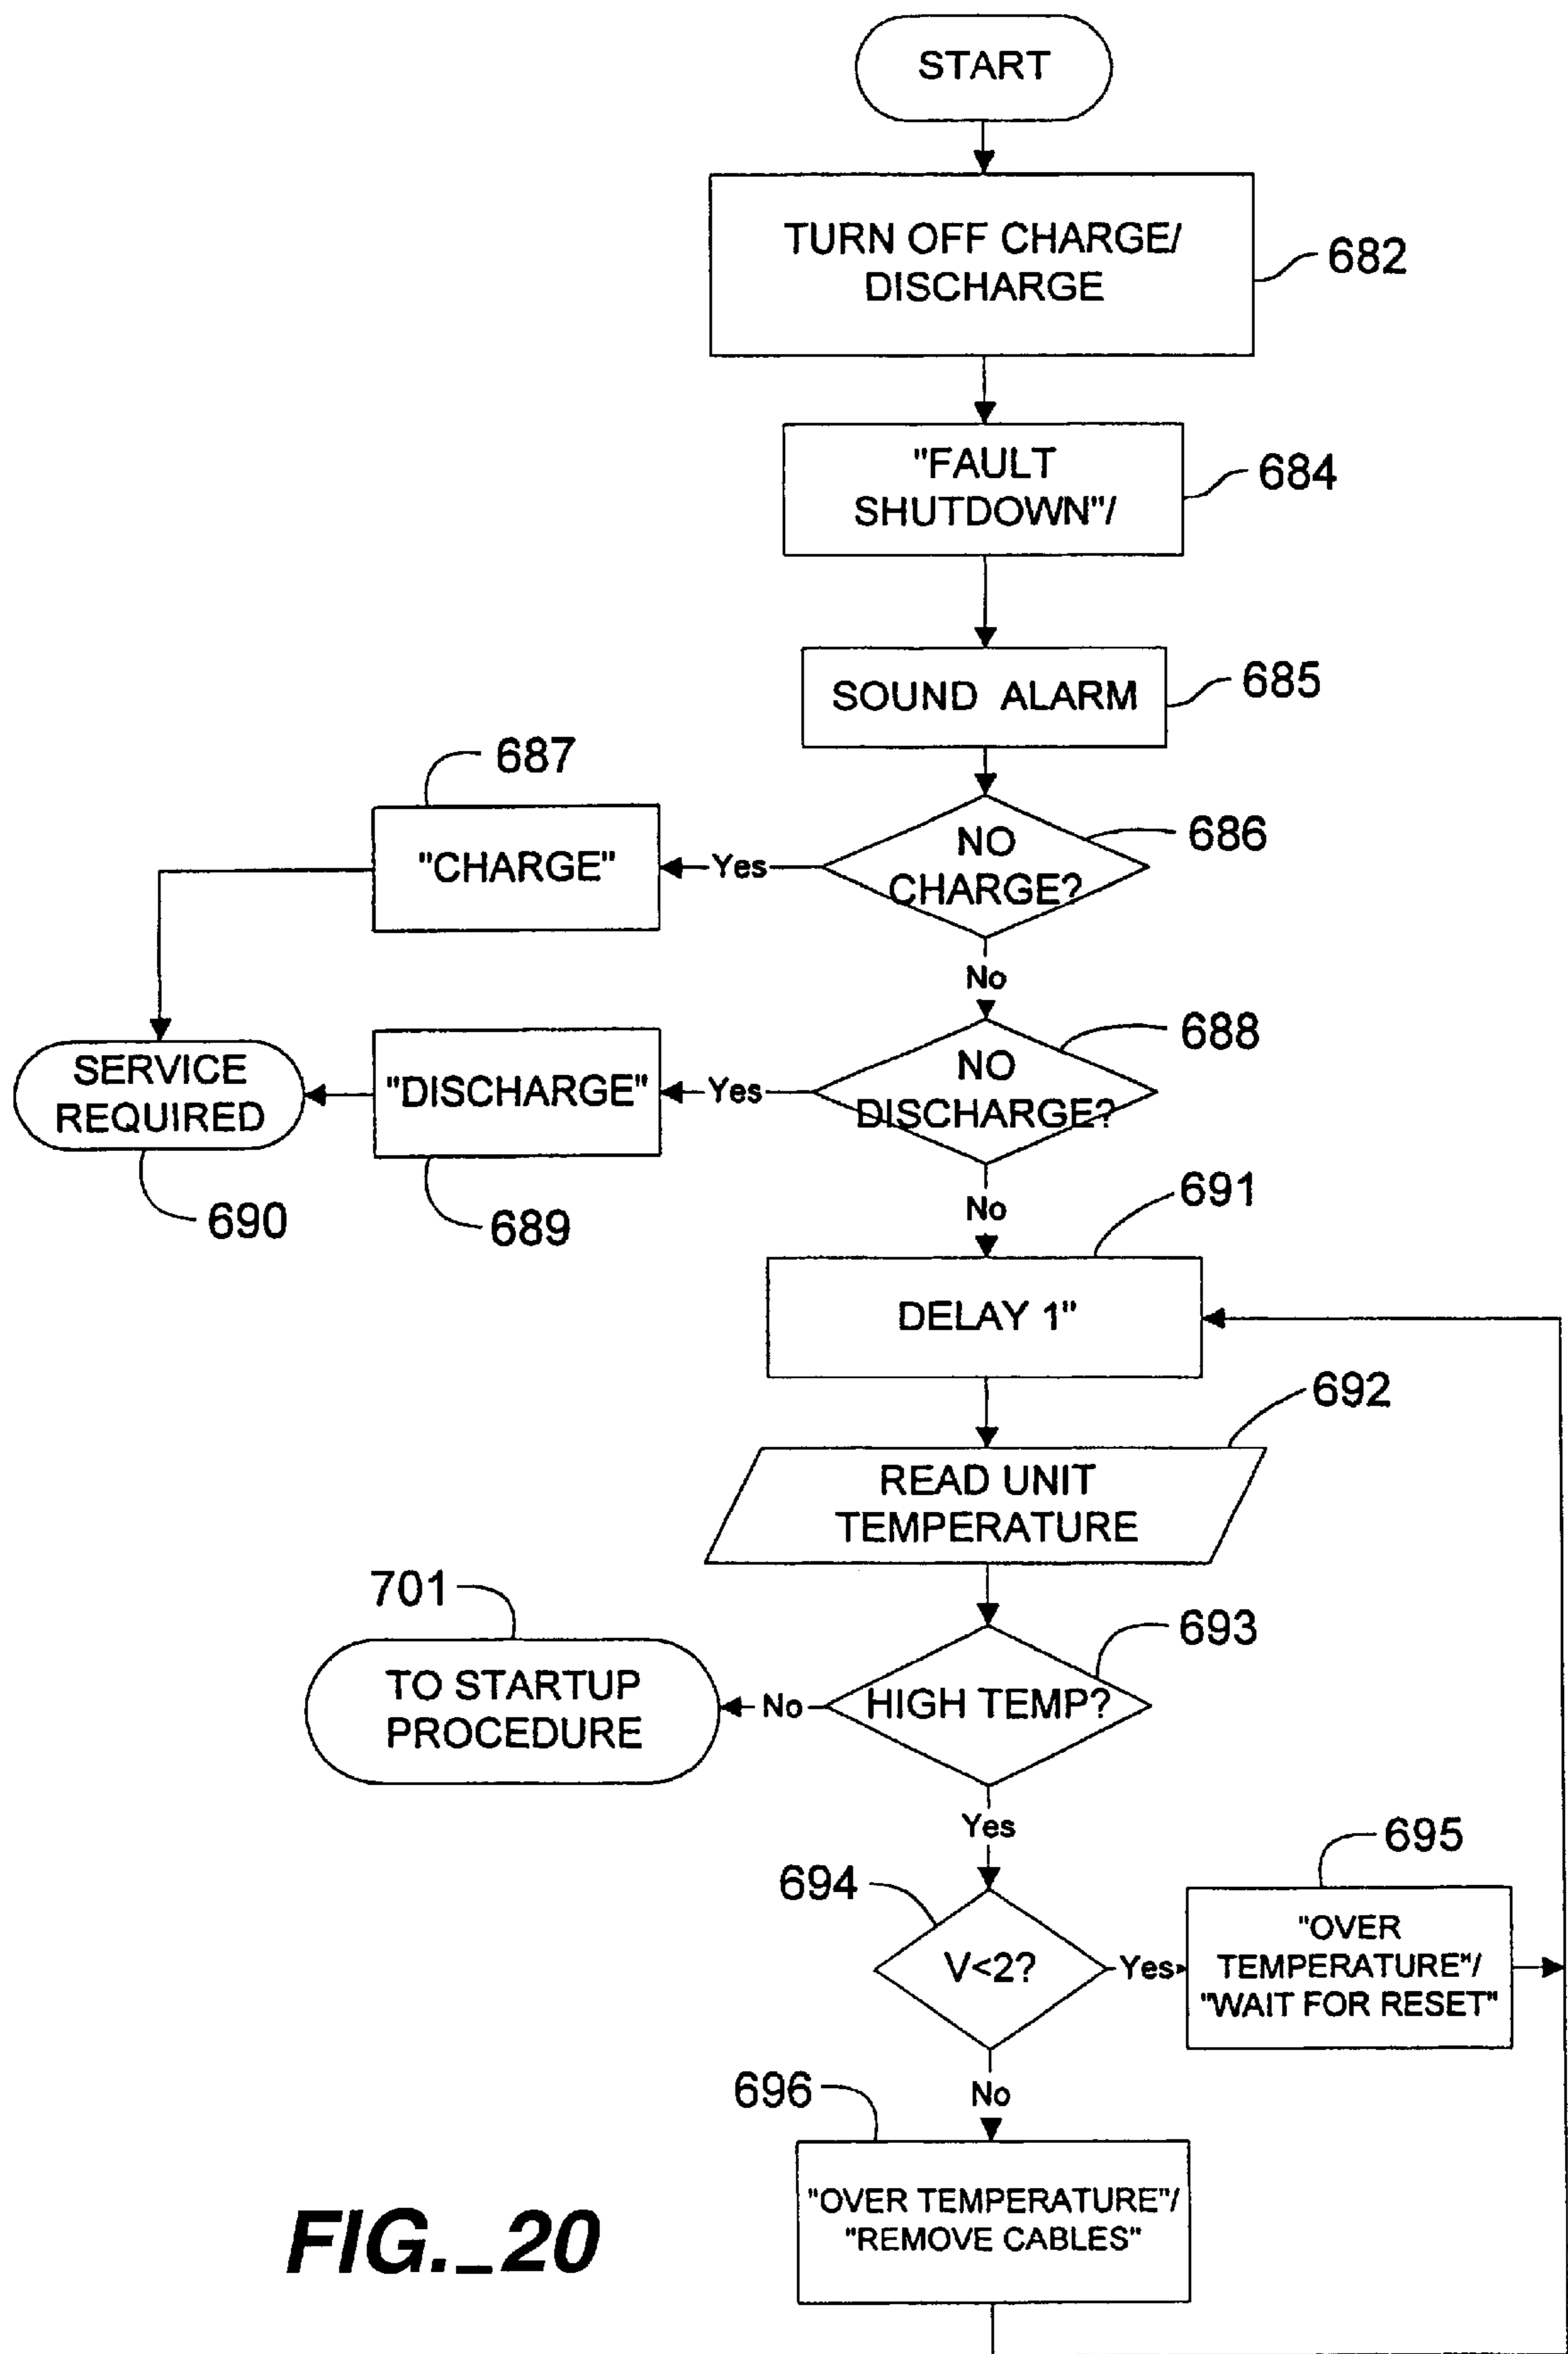 START
TURN OFF CHARGE/
DISCHARGE
682
"FAULT
SHUTDOWN"/
684
SOUND ALARM
685
687
"CHARGE"
Yes
NO
CHARGE?
686
No
688
SERVICE
REQUIRED
"DISCHARGE"
Yes
NO
DISCHARGE?
690
689
No
691
DELAY 1"
692
READ UNIT
TEMPERATURE
701
693
TO STARTUP
PROCEDURE
No
HIGH TEMP?
Yes
695
694
V<2?
Yes
"OVER
TEMPERATURE"/
"WAIT FOR RESET"
No
696
"OVER TEMPERATURE"/
"REMOVE CABLES"
FIG._20